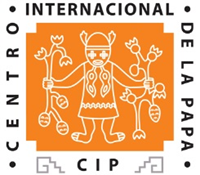 CENTRO
INTERNACIONAL
DE LA PAPA
CIP